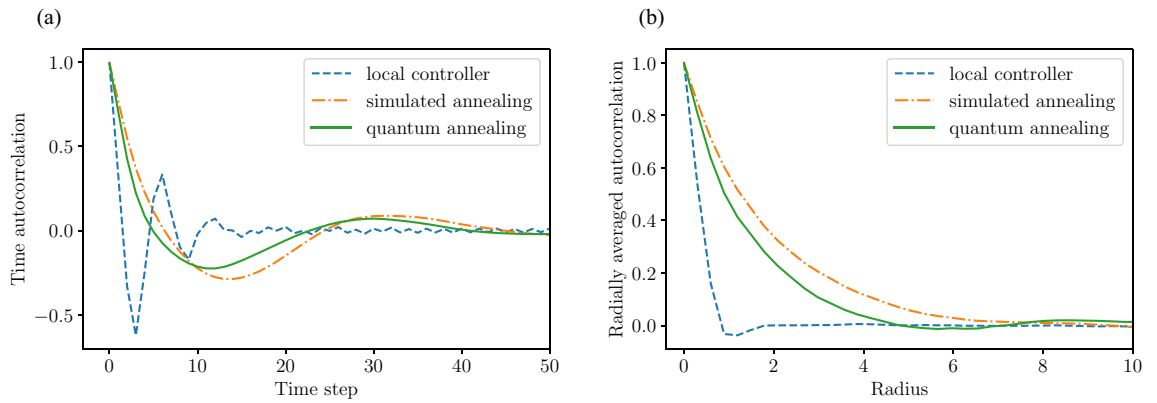 (a)
Time autocorrelation
1.0
0.5
0.0
−0.5
0
10
20
30
40
50
Time step
local controller
simulated annealing
quantum annealing
(b)
Radially averaged autocorrelation
1.0
0.8
0.6
0.4
0.2
0.0
0
2
4
6
8
10
Radius
local controller
simulated annealing
quantum annealing